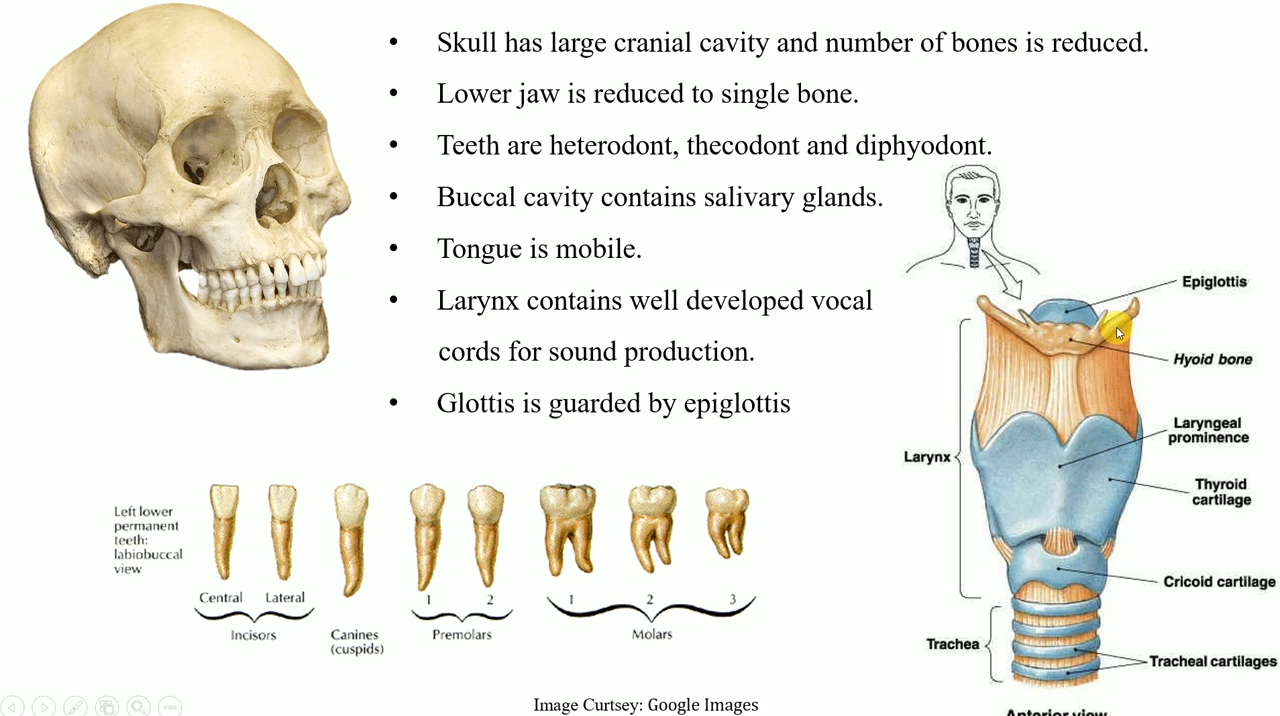 • Skull has large cranial cavity and number of bones is reduced.
• Lower jaw is reduced to single bone.
• Teeth are heterodont, thecodont and diphyodont.
• Buccal cavity contains salivary glands.
• Tongue is mobile.
• Larynx contains well developed vocal
cords for sound production.
• Glottis is guarded by epiglottis
Epiglottis
Hyoid bone
Laryngeal
prominence
Larynx
Thyroid
cartilage
Cricoid cartilage
Trachea
Tracheal cartilages
Anterior view
Left lower
permanent
teeth:
labiobuccal
view
Central Lateral 1 2 1 2 3
Incisors Canines Premolars Molars
(cuspids)
Image Curtsey: Google Images